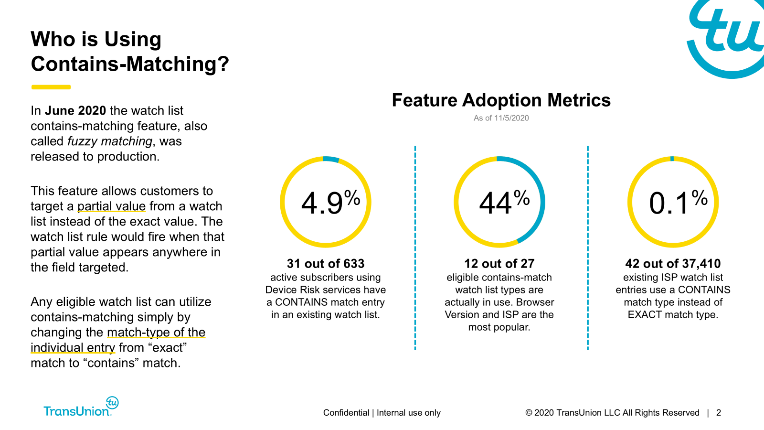 tu
Who is Using
Contains-Matching?
In June 2020 the watch list
contains-matching feature, also
called fuzzy matching, was
released to production.
This feature allows customers to
target a partial value from a watch
list instead of the exact value. The
watch list rule would fire when that
partial value appears anywhere in
the field targeted.
Any eligible watch list can utilize
contains-matching simply by
changing the match-type of the
individual entry from “exact”
match to “contains” match.
Feature Adoption Metrics
As of 11/5/2020
4.9%
31 out of 633
active subscribers using
Device Risk services have
a CONTAINS match entry
in an existing watch list.
44%
12 out of 27
eligible contains-match
watch list types are
actually in use. Browser
Version and ISP are the
most popular.
0.1%
42 out of 37,410
existing ISP watch list
entries use a CONTAINS
match type instead of
EXACT match type.
TransUnion tu
Confidential | Internal use only
© 2020 TransUnion LLC All Rights Reserved | 2